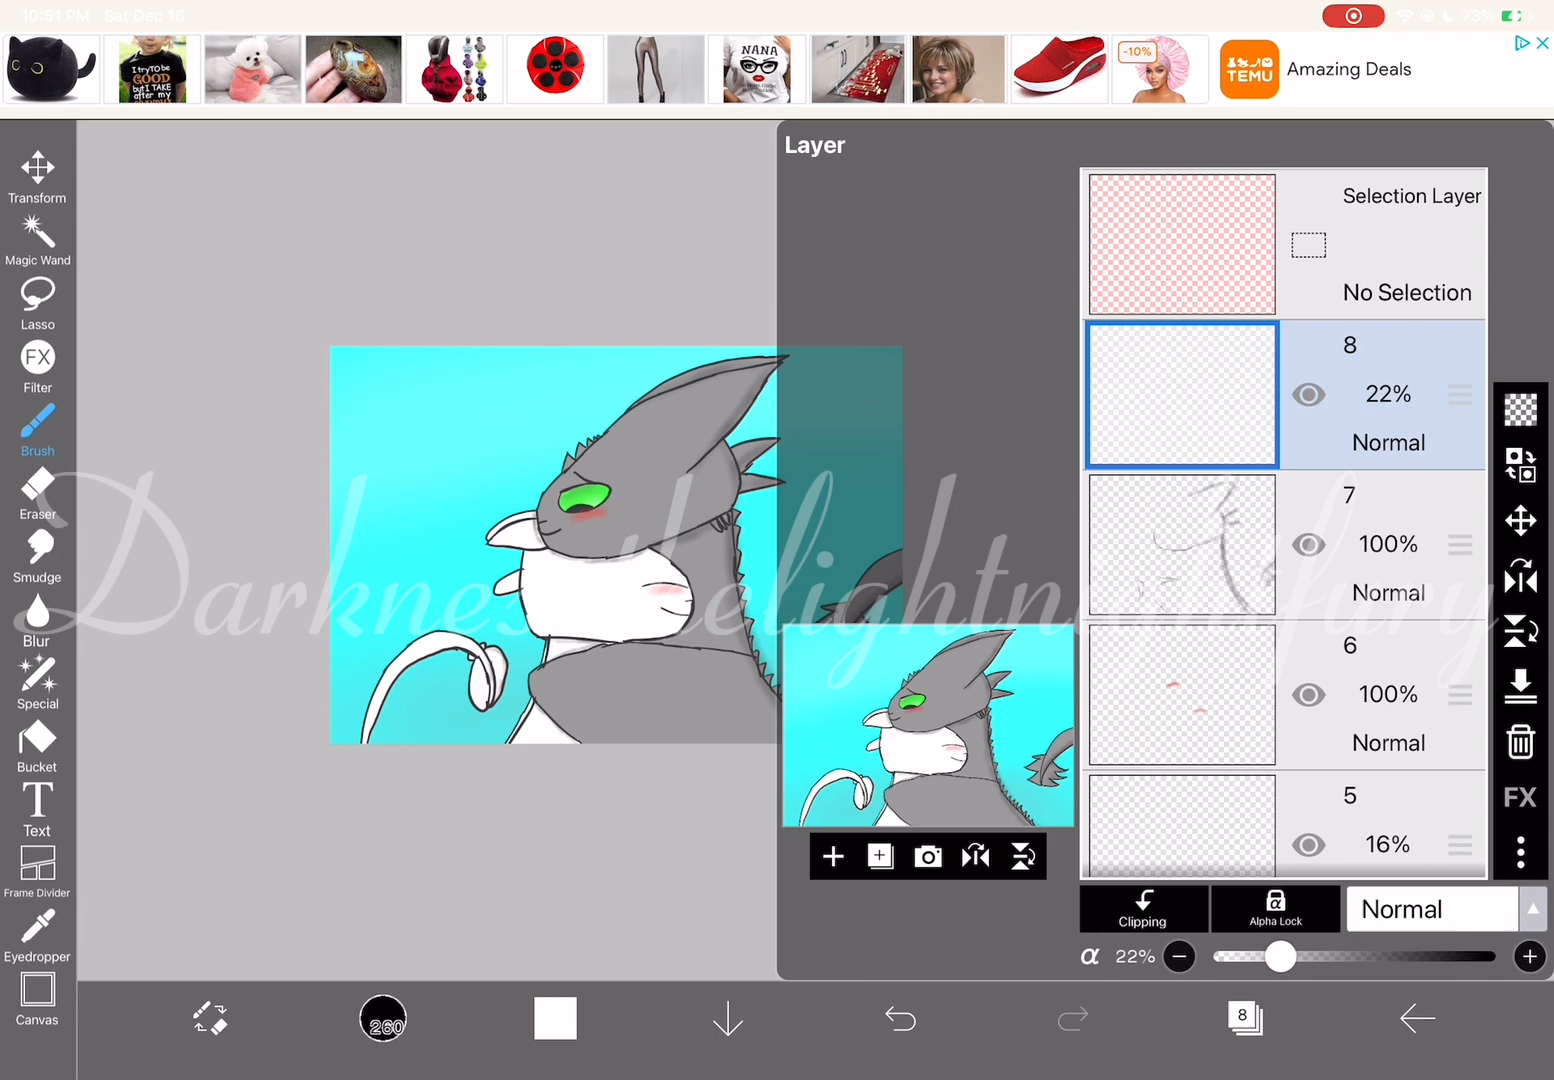 10:51 PM Sat Dec 16
73%
I tryTO be
GOOD
but I TAKE
after my
NANA
-10%
TEMU
Amazing Deals
Layer
Transform
Magic Wand
Lasso
FX
Filter
Brush
Eraser
Smudge
Blur
Special
Bucket
T
Text
Frame Divider
Eyedropper
Canvas
Selection Layer
No Selection
8
22%
Normal
7
100%
Normal
6
100%
Normal
5
16%
FX
Clipping
α
Alpha Lock
Normal
α 22%
260
8